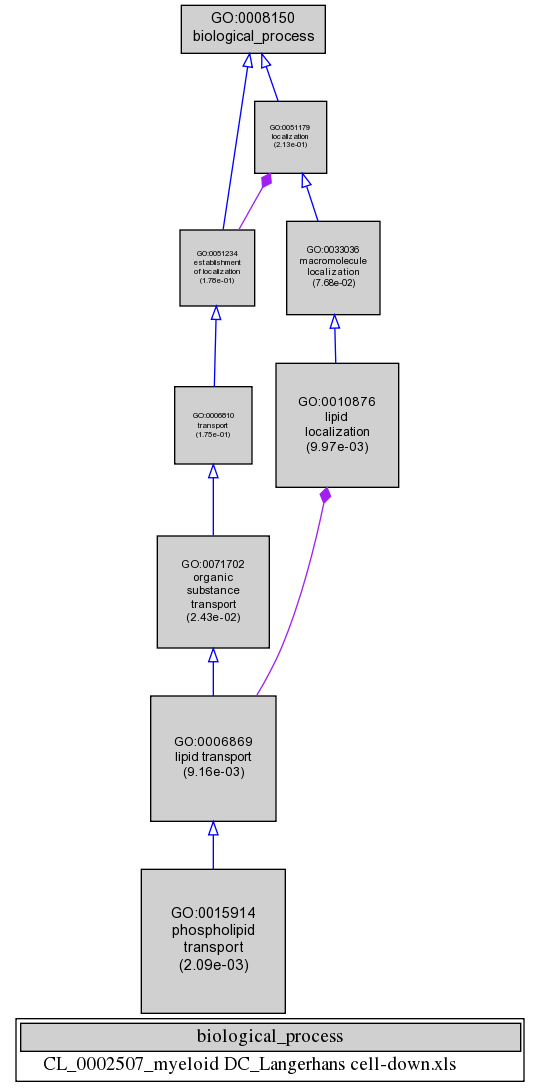 GO:0008150
biological_process
GO:0051179
localization
(2.13e-01)
GO:0051234
establishment
of localization
(1.78e-01)
GO:0033036
macromolecule
localization
(7.68e-02)
GO:0006810
transport
(1.75e-01)
GO:0010876
lipid
localization
(9.97e-03)
GO:0071702
organic
substance
transport
(2.43e-02)
GO:0006869
lipid transport
(9.16e-03)
GO:0015914
phospholipid
transport
(2.09e-03)
biological_process
CL_0002507_myeloid DC_Langerhans cell-down.xls